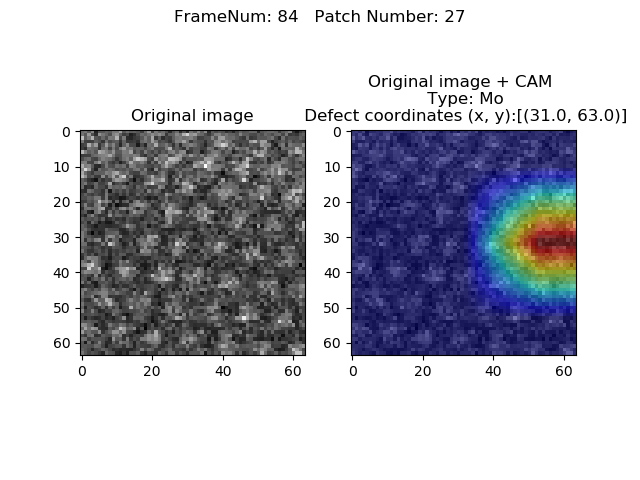 FrameNum: 84   Patch Number: 27
Original image
Original image + CAM
Type: Mo
Defect coordinates (x, y):[(31.0, 63.0)]
0
10
20
30
40
50
60
0 20 40 60
0
10
20
30
40
50
60
0 20 40 60